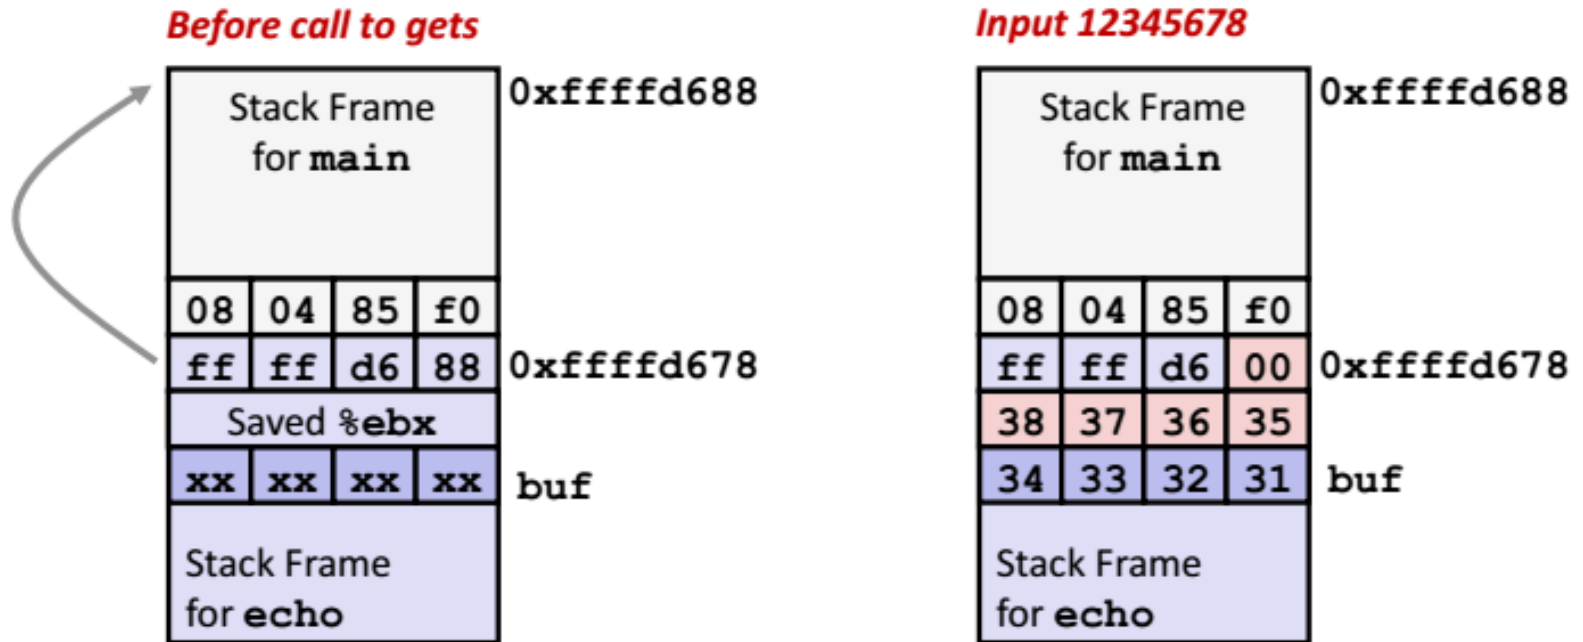 Before call to gets
Stack Frame
for main
0xffffd688
08 04 85 f0
ff ff d6 88 0xffffd678
Saved %ebx
xx xx xx xx buf
Stack Frame
for echo
Input 12345678
Stack Frame
for main
0xffffd688
08 04 85 f0
ff ff d6 00 0xffffd678
38 37 36 35
34 33 32 31 buf
Stack Frame
for echo